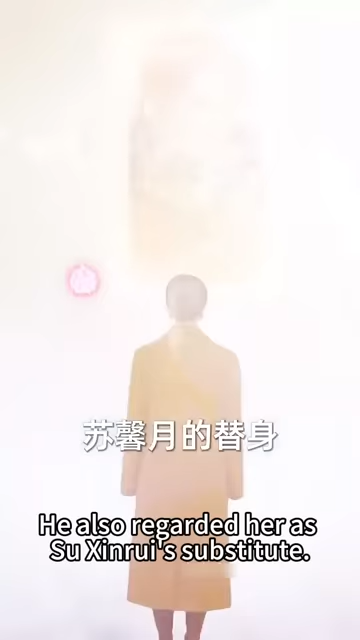 苏馨月的替身
He also regarded her as
Su Xinrui's substitute.